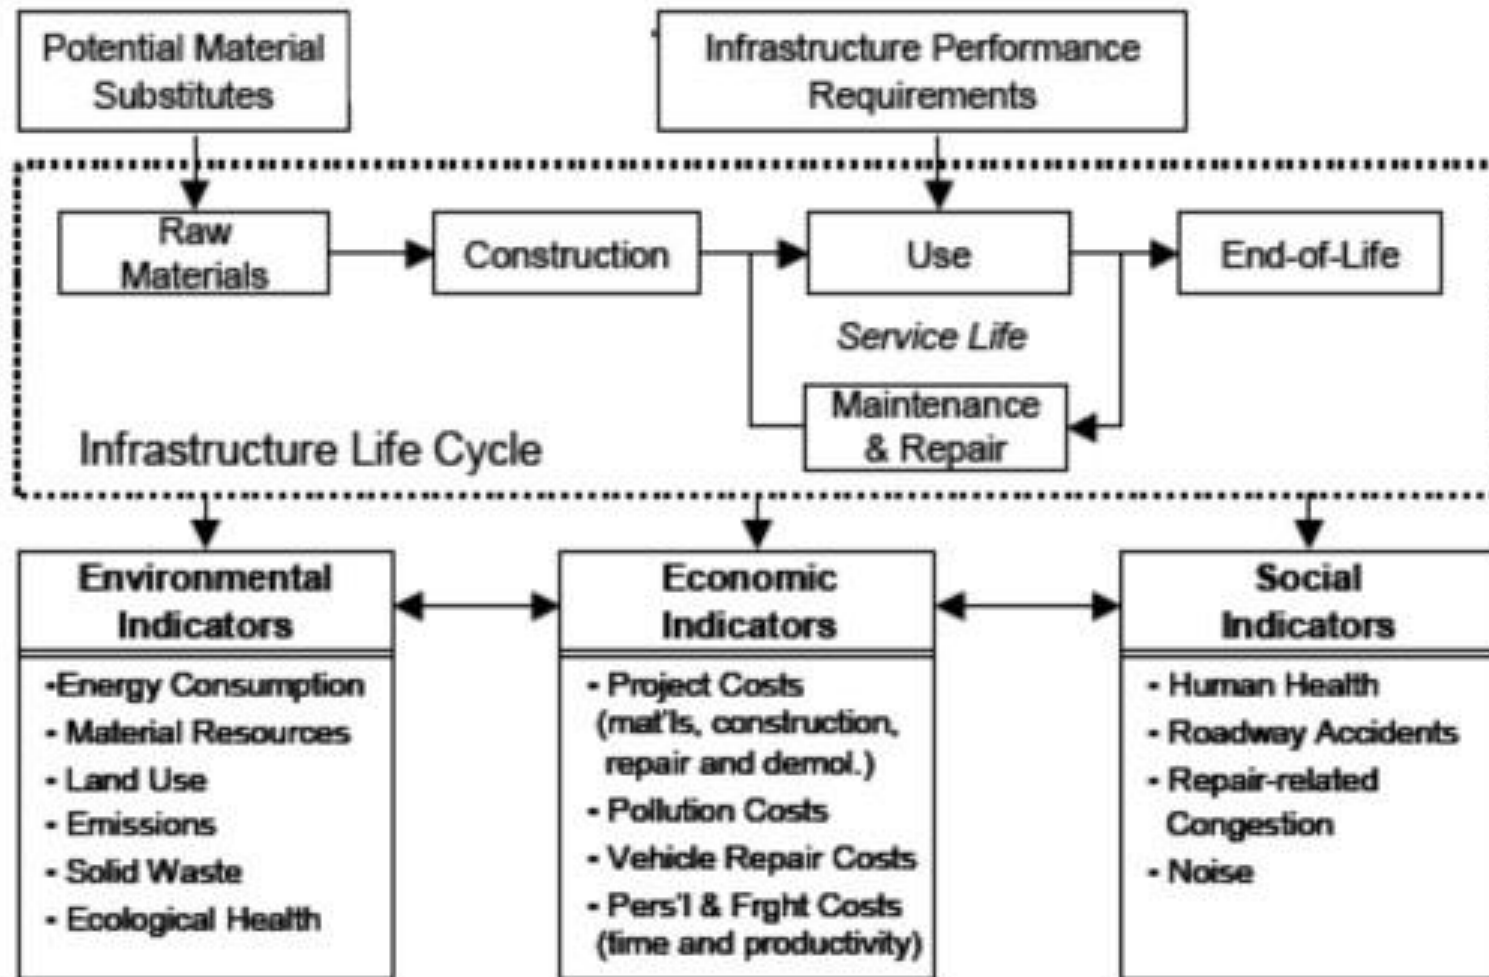 Potential Material
Substitutes
Infrastructure Performance
Requirements
Raw
Materials
Construction
Use
End-of-Life
Service Life
Maintenance
& Repair
Infrastructure Life Cycle
Environmental
Indicators
-Energy Consumption
- Material Resources
- Land Use
- Emissions
- Solid Waste
- Ecological Health
Economic
Indicators
- Project Costs
(mat'ls, construction,
repair and demol.)
- Pollution Costs
- Vehicle Repair Costs
- Pers'l & Frght Costs
(time and productivity)
Social
Indicators
- Human Health
- Roadway Accidents
- Repair-related
Congestion
- Noise